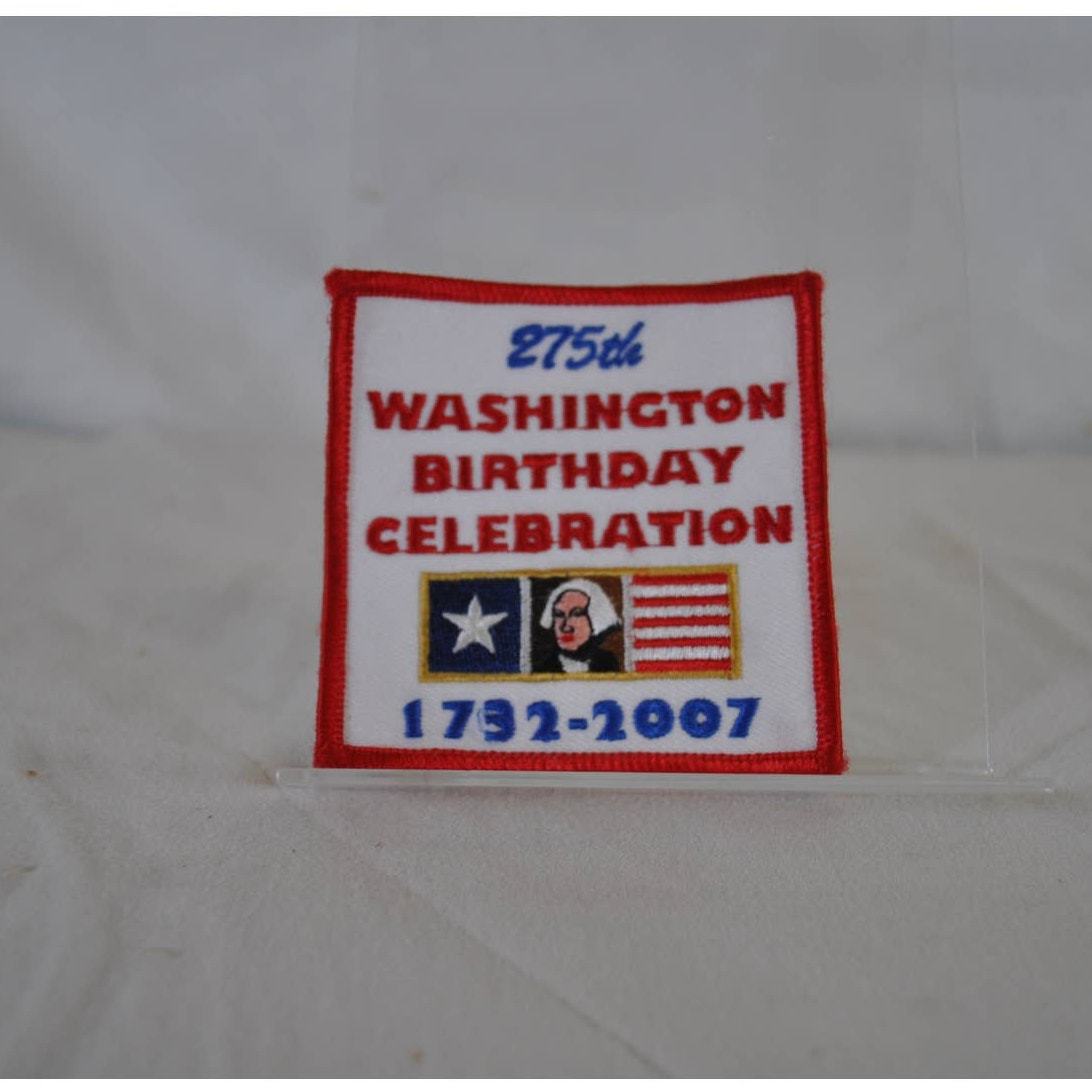 275th
WASHINGTON
BIRTHDAY
CELEBRATION
1732-2007